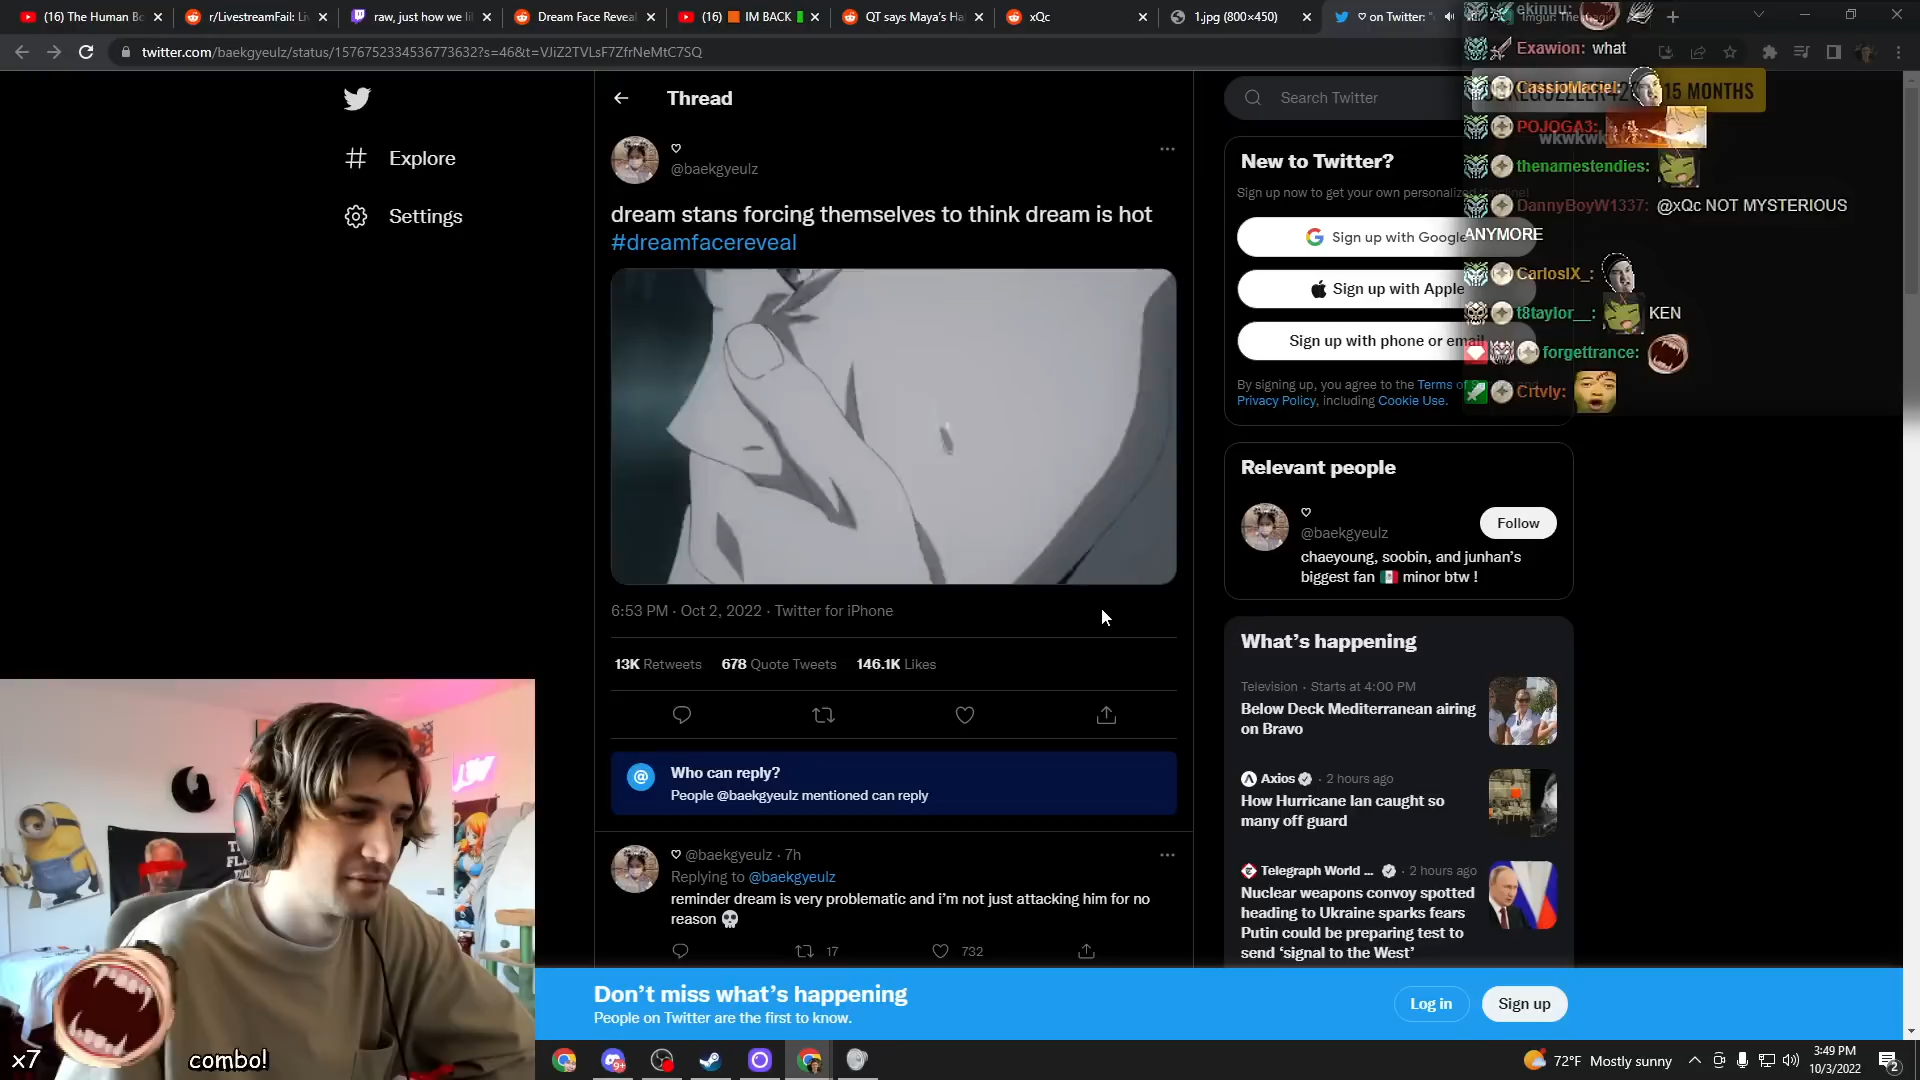 (16) The Human Bo
r/LivestreamFail: Li
raw, just how we li
Dream Face Reveal
(16) IM BACK
QT says Maya's Ha
xQc
1.jpg (800×450)
♡ on Twitter: "
Imgur: The
twitter.com/baekgyeulz/status/1576752334536773632?s=46&t=VJiZ2TVLsF7ZfrNeMtC7SQ
Explore
Settings
Thread
♡
@baekgyeulz
dream stans forcing themselves to think dream is hot
#dreamfacereveal
6:53 PM · Oct 2, 2022 · Twitter for iPhone
13K Retweets 678 Quote Tweets 146.1K Likes
@
Who can reply?
People @baekgyeulz mentioned can reply
♡ @baekgyeulz · 7h
Replying to @baekgyeulz
reminder dream is very problematic and i'm not just attacking him for no
reason 💀
17 732
Search Twitter
New to Twitter?
Sign up now to get your own personalized timeline!
Sign up with Google
Sign up with Apple
Sign up with phone or email
By signing up, you agree to the Terms of
Privacy Policy, including Cookie Use.
Relevant people
♡
@baekgyeulz
Follow
chaeyoung, soobin, and junhan's
biggest fan 🇲🇽 minor btw !
What's happening
Television · Starts at 4:00 PM
Below Deck Mediterranean airing
on Bravo
Axios · 2 hours ago
How Hurricane Ian caught so
many off guard
Telegraph World ... · 2 hours ago
Nuclear weapons convoy spotted
heading to Ukraine sparks fears
Putin could be preparing test to
send 'signal to the West'
ekinuu:
Exawion: what
CassioMaciel:
15 MONTHS
POJOGA3:
wkwkwk
thenamestendies:
DannyBoyW1337: @xQc NOT MYSTERIOUS
ANYMORE
CarlosIX_:
t8taylor__: KEN
forgettrance:
Crtvly:
Don't miss what's happening
People on Twitter are the first to know.
Log in
Sign up
x7
combo!
9+
72°F Mostly sunny
3:49 PM
10/3/2022
2